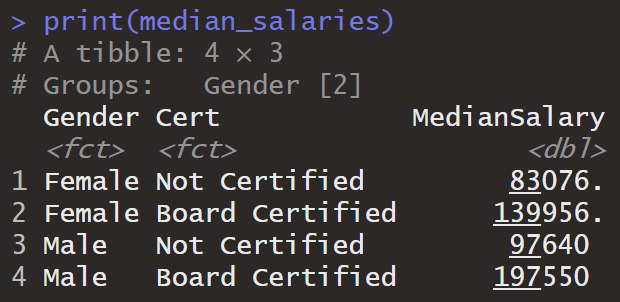 > print(median_salaries)
# A tibble: 4 × 3
# Groups:   Gender [2]
  Gender Cert            MedianSalary
  <fct>  <fct>                  <dbl>
1 Female Not Certified         83076.
2 Female Board Certified      139956.
3 Male   Not Certified         97640
4 Male   Board Certified      197550